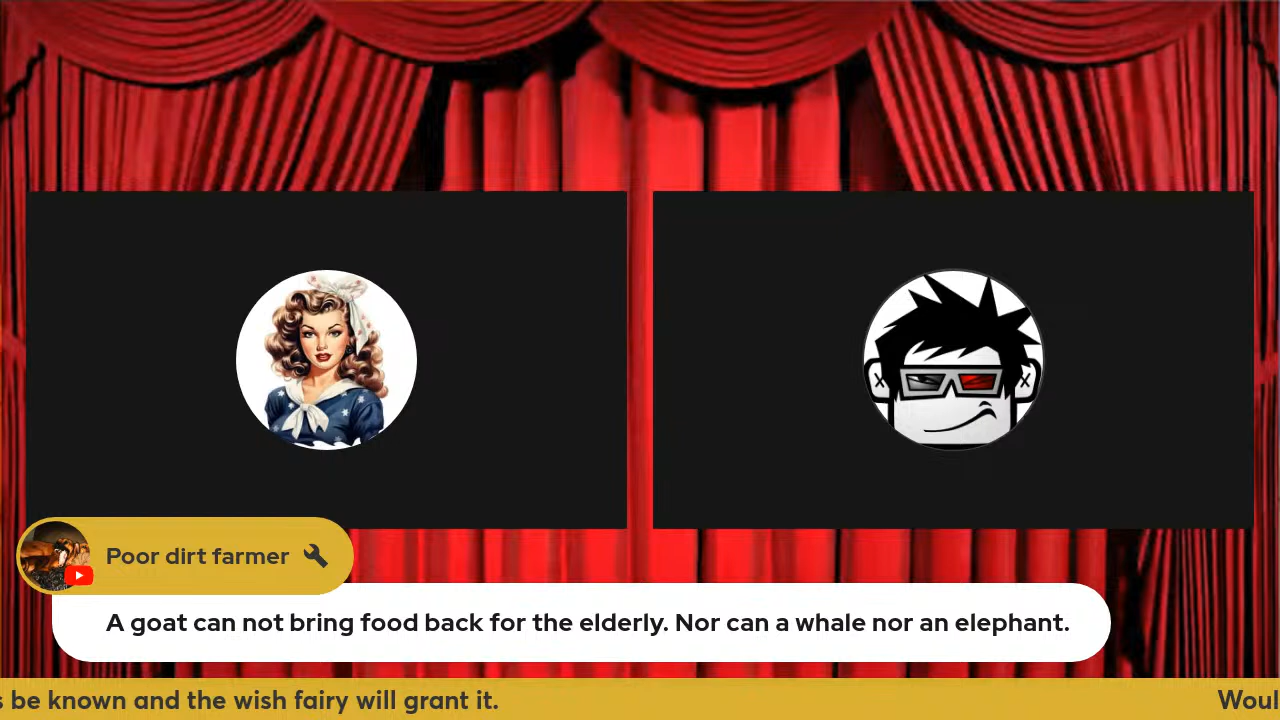 Poor dirt farmer
A goat can not bring food back for the elderly. Nor can a whale nor an elephant.
be known and the wish fairy will grant it.